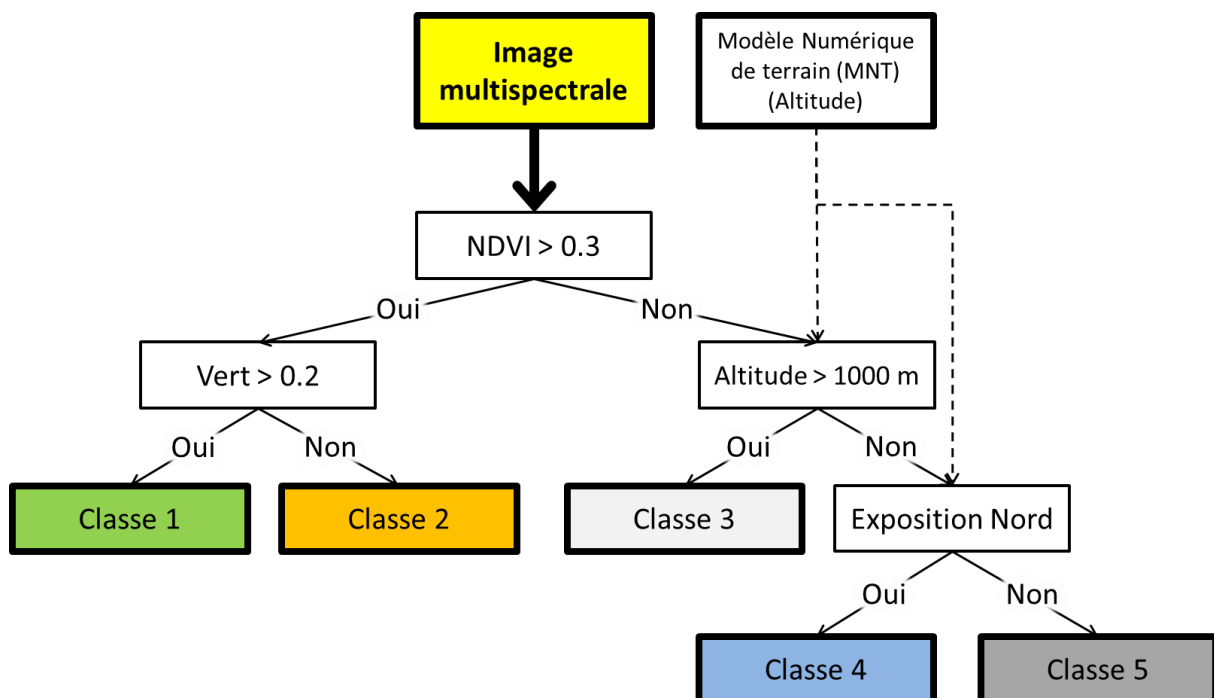 Image
multispectrale
Modèle Numérique
de terrain (MNT)
(Altitude)
NDVI > 0.3
Oui
Non
Vert > 0.2
Altitude > 1000 m
Oui
Non
Oui
Non
Classe 1
Classe 2
Classe 3
Exposition Nord
Oui
Non
Classe 4
Classe 5